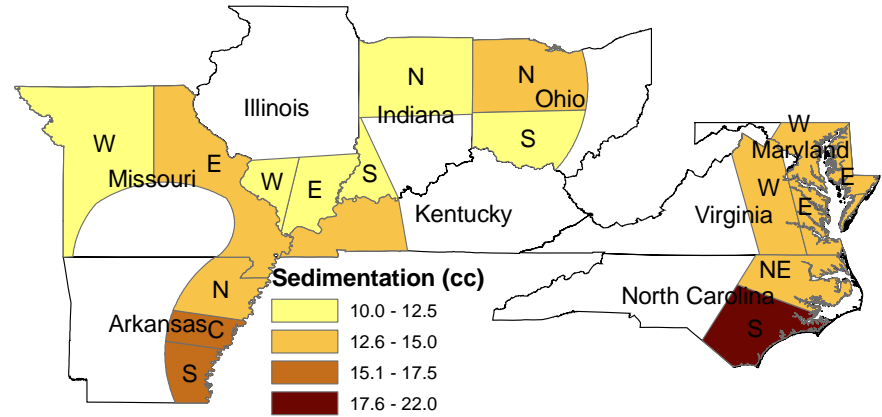 N
N
Ohio
Illinois
Indiana
W
W
Maryland
S
E
Missouri
W
E
S
E
W
E
Kentucky
Virginia
Sedimentation (cc)
NE
N
North Carolina
10.0 - 12.5
Arkansas
C
S
12.6 - 15.0
S
15.1 - 17.5
17.6 - 22.0